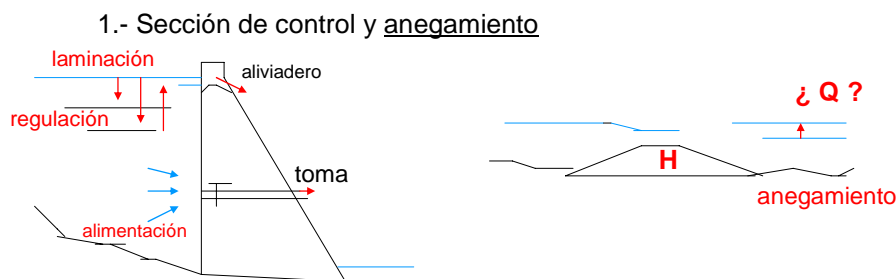 1.- Sección de control y anegamiento
laminación
aliviadero
regulación
toma
alimentación
¿ Q ?
H
anegamiento